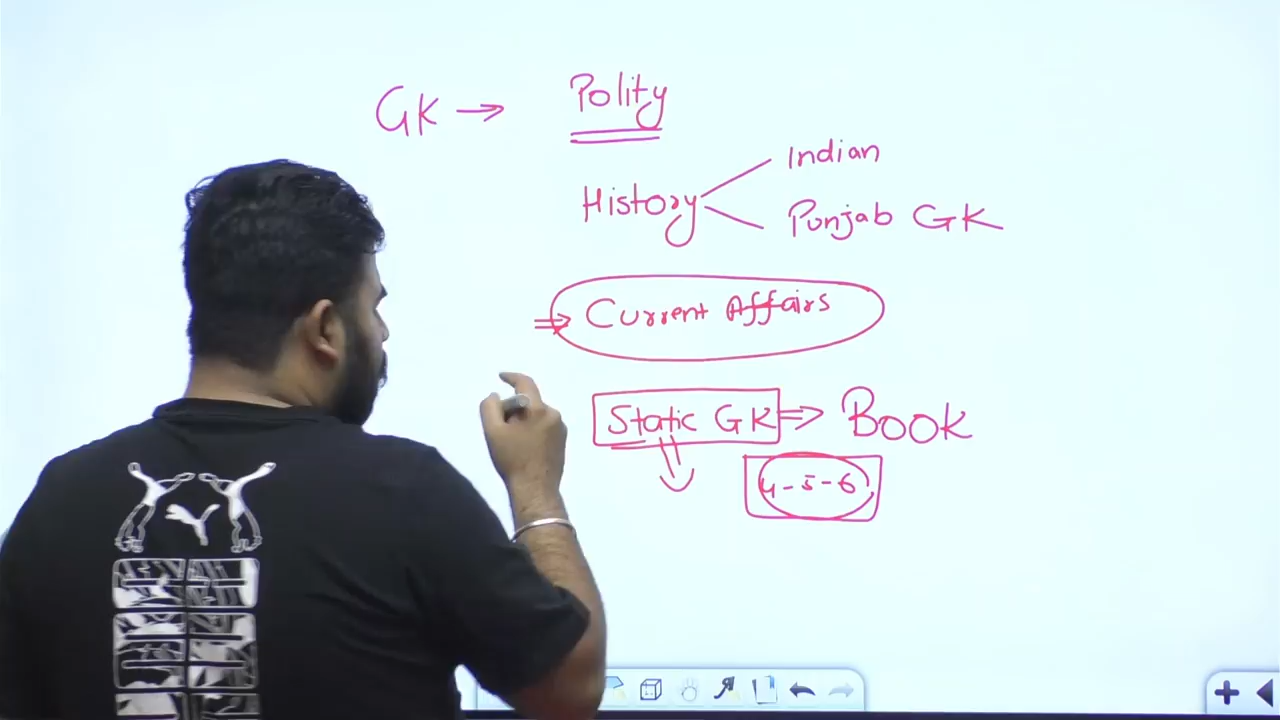 GK → Polity
Indian
History
Punjab GK
⇒ Current Affairs
Static GK ⇒ Book
4-5-6